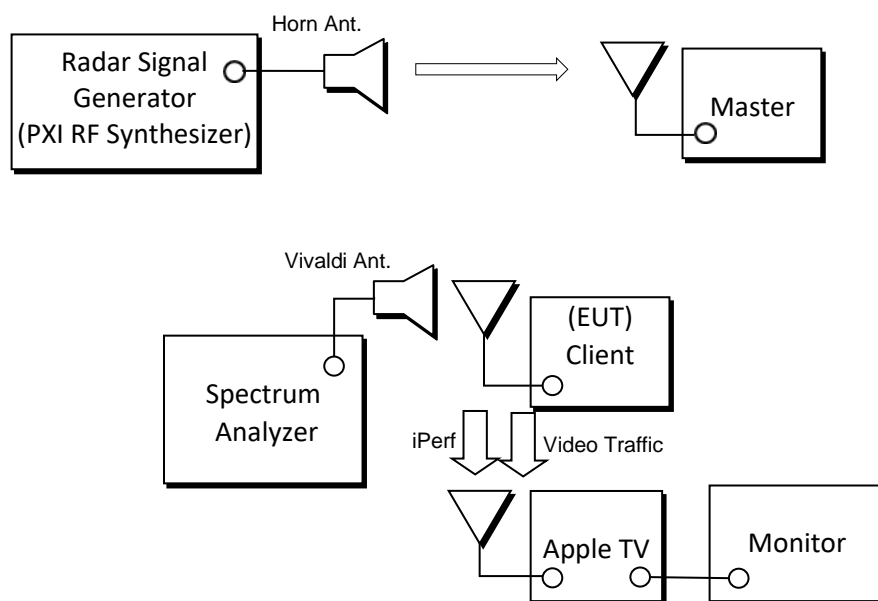 Horn Ant.
Radar Signal
Generator
(PXI RF Synthesizer)
Master
Vivaldi Ant.
(EUT)
Client
Spectrum
Analyzer
iPerf
Video Traffic
Apple TV
Monitor